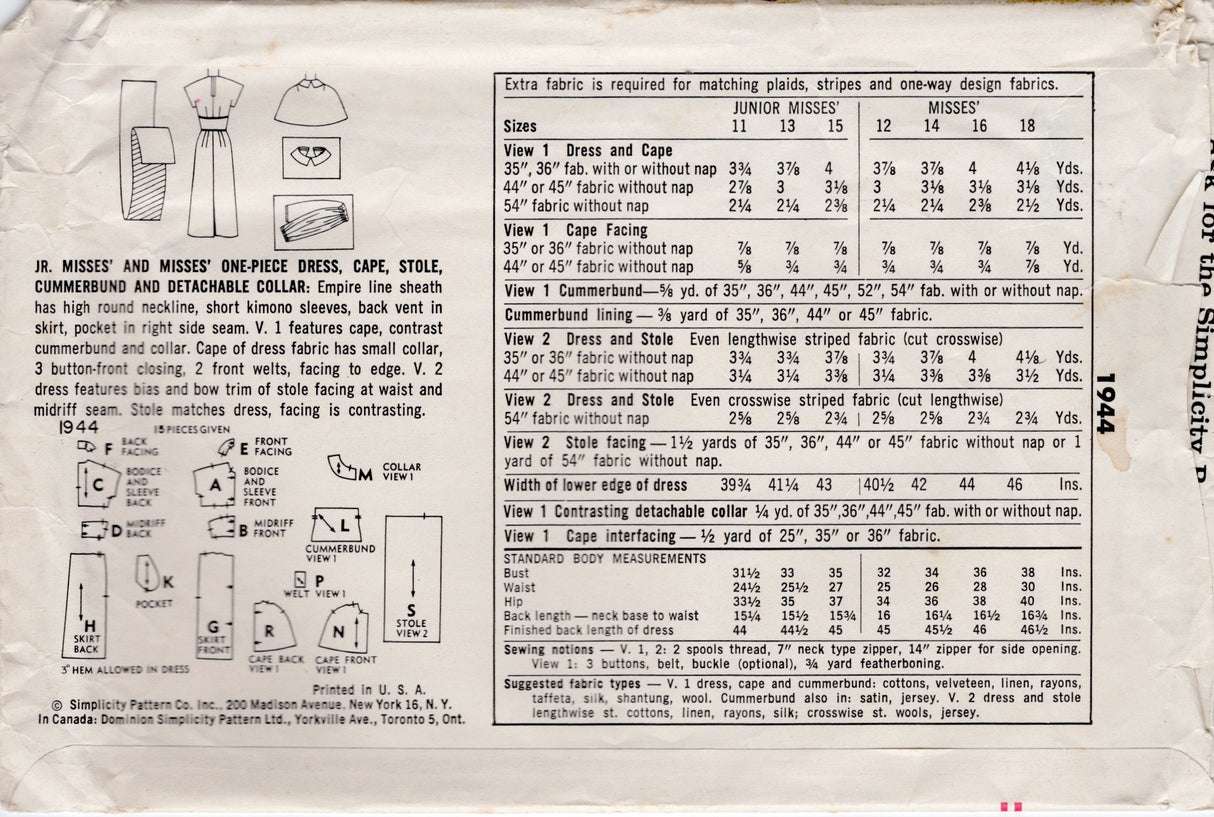 JR. MISSES' AND MISSES' ONE-PIECE DRESS, CAPE, STOLE,
CUMMERBUND AND DETACHABLE COLLAR: Empire line sheath
has high round neckline, short kimono sleeves, back vent in
skirt, pocket in right side seam. V. 1 features cape, contrast
cummerbund and collar. Cape of dress fabric has small collar,
3 button-front closing, 2 front welts, facing to edge. V. 2
dress features bias and bow trim of stole facing at waist and
midriff seam. Stole matches dress, facing is contrasting.
1944 15 PIECES GIVEN
F BACK FACING
E FRONT FACING
M COLLAR VIEW 1
C BODICE AND SLEEVE BACK
A BODICE AND SLEEVE FRONT
D MIDRIFF BACK
B MIDRIFF FRONT
L
CUMMERBUND VIEW 1
H SKIRT BACK
K
POCKET
G SKIRT FRONT
P
WELT VIEW 1
R
CAPE BACK VIEW 1
N
CAPE FRONT VIEW 1
S STOLE VIEW 2
3" HEM ALLOWED IN DRESS
Printed in U. S. A.
© Simplicity Pattern Co. Inc., 200 Madison Avenue. New York 16, N. Y.
In Canada: Dominion Simplicity Pattern Ltd., Yorkville Ave., Toronto 5, Ont.
Extra fabric is required for matching plaids, stripes and one-way design fabrics.
JUNIOR MISSES' MISSES'
Sizes 11 13 15 12 14 16 18
View 1 Dress and Cape
35", 36" fab. with or without nap 3¾ 3⅞ 4 3⅞ 3⅞ 4 4⅛ Yds.
44" or 45" fabric without nap 2⅞ 3 3⅛ 3 3⅛ 3⅛ 3⅛ Yds.
54" fabric without nap 2¼ 2¼ 2⅜ 2¼ 2¼ 2⅜ 2½ Yds.
View 1 Cape Facing
35" or 36" fabric without nap ⅞ ⅞ ⅞ ⅞ ⅞ ⅞ ⅞ Yd.
44" or 45" fabric without nap ⅝ ¾ ¾ ¾ ¾ ¾ ⅞ Yd.
View 1 Cummerbund—⅝ yd. of 35", 36", 44", 45", 52", 54" fab. with or without nap.
Cummerbund lining — ⅜ yard of 35", 36", 44" or 45" fabric.
View 2 Dress and Stole Even lengthwise striped fabric (cut crosswise)
35" or 36" fabric without nap 3¾ 3¾ 3⅞ 3¾ 3⅞ 4 4⅛ Yds.
44" or 45" fabric without nap 3¼ 3¼ 3⅜ 3¼ 3⅜ 3⅜ 3½ Yds.
View 2 Dress and Stole Even crosswise striped fabric (cut lengthwise)
54" fabric without nap 2⅝ 2⅝ 2¾ 2⅝ 2⅝ 2¾ 2¾ Yds.
View 2 Stole facing — 1½ yards of 35", 36", 44" or 45" fabric without nap or 1
yard of 54" fabric without nap.
Width of lower edge of dress 39¾ 41¼ 43 40½ 42 44 46 Ins.
View 1 Contrasting detachable collar ¼ yd. of 35",36",44",45" fab. with or without nap.
View 1 Cape interfacing — ½ yard of 25", 35" or 36" fabric.
STANDARD BODY MEASUREMENTS
Bust 31½ 33 35 32 34 36 38 Ins.
Waist 24½ 25½ 27 25 26 28 30 Ins.
Hip 33½ 35 37 34 36 38 40 Ins.
Back length — neck base to waist 15¼ 15½ 15¾ 16 16¼ 16½ 16¾ Ins.
Finished back length of dress 44 44½ 45 45 45½ 46 46½ Ins.
Sewing notions — V. 1, 2: 2 spools thread, 7" neck type zipper, 14" zipper for side opening.
View 1: 3 buttons, belt, buckle (optional), ¾ yard featherboning.
Suggested fabric types — V. 1 dress, cape and cummerbund: cottons, velveteen, linen, rayons,
taffeta, silk, shantung, wool. Cummerbund also in: satin, jersey. V. 2 dress and stole
lengthwise st. cottons, linen, rayons, silk; crosswise st. wools, jersey.
1944
for the Simplicity